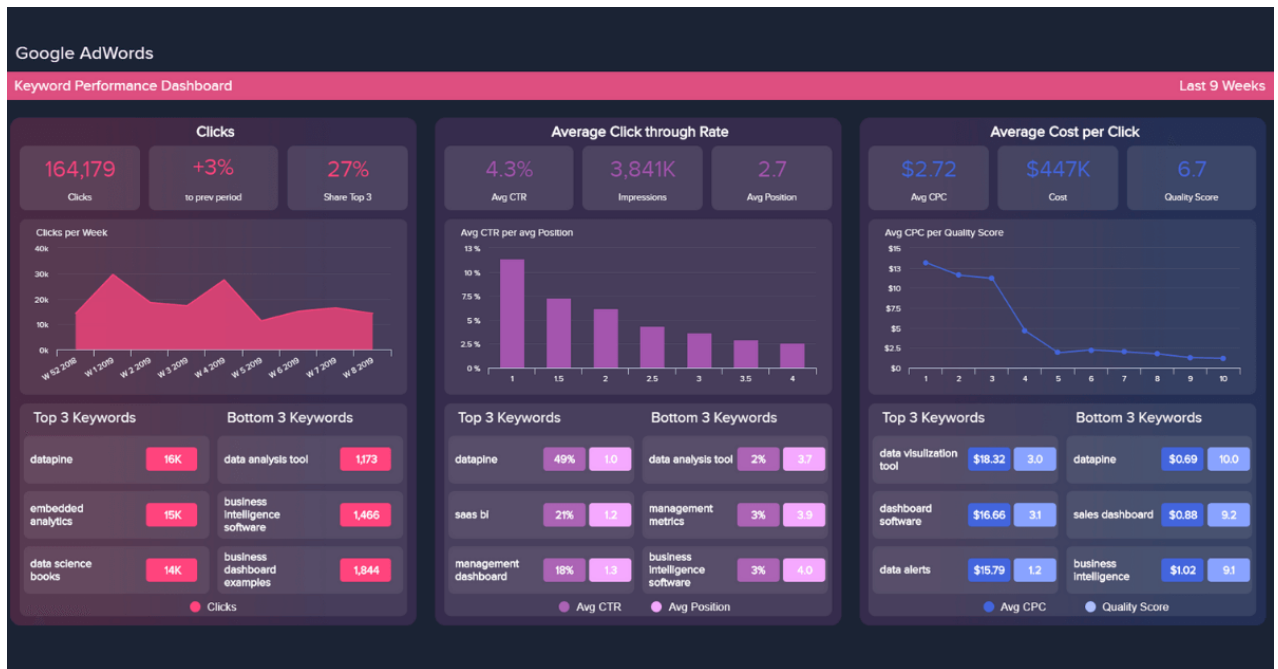 Google AdWords
Keyword Performance Dashboard
Last 9 Weeks
Clicks
164,179
Clicks
+3%
to prev period
27%
Share Top 3
Clicks per Week
40k
30k
20k
10k
0k
W 52 2018
W 1 2019
W 2 2019
W 3 2019
W 4 2019
W 5 2019
W 6 2019
W 7 2019
W 8 2019
Top 3 Keywords
datapine
16K
embedded
analytics
15K
data science
books
14K
Bottom 3 Keywords
data analysis tool
1,173
business
intelligence
software
1,466
business
dashboard
examples
1,844
Clicks
Average Click through Rate
4.3%
Avg CTR
3,841K
Impressions
2.7
Avg Position
Avg CTR per avg Position
13 %
10 %
7.5 %
5 %
2.5 %
0 %
1
1.5
2
2.5
3
3.5
4
Top 3 Keywords
datapine
49%
1.0
saas bi
21%
1.2
management
dashboard
18%
1.3
Bottom 3 Keywords
data analysis tool
2%
3.7
management
metrics
3%
3.9
business
intelligence
software
3%
4.0
Avg CTR
Avg Position
Average Cost per Click
$2.72
Avg CPC
$447K
Cost
6.7
Quality Score
Avg CPC per Quality Score
$15
$13
$10
$7.5
$5
$2.5
$0
1
2
3
4
5
6
7
8
9
10
Top 3 Keywords
data visulization
tool
$18.32
3.0
dashboard
software
$16.66
3.1
data alerts
$15.79
1.2
Bottom 3 Keywords
datapine
$0.69
10.0
sales dashboard
$0.88
9.2
business
intelligence
$1.02
9.1
Avg CPC
Quality Score